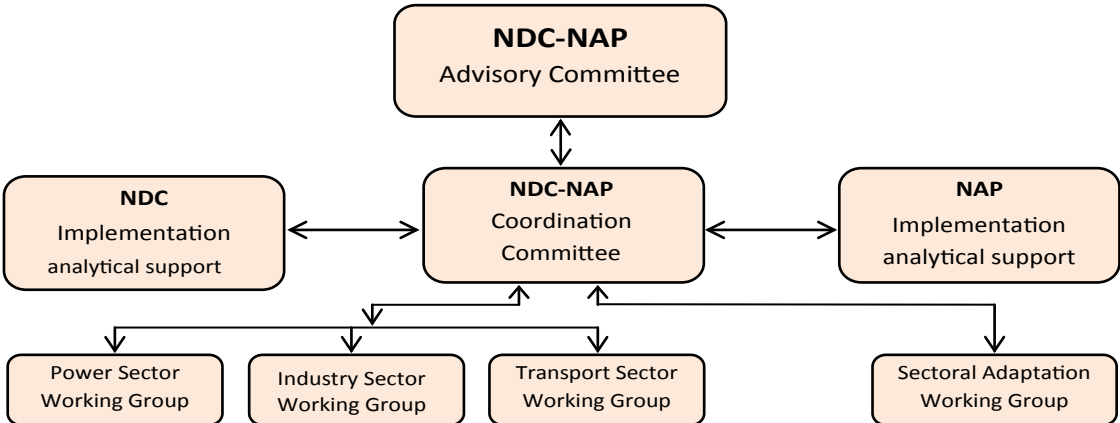 NDC-NAP
Advisory Committee
NDC
Implementation
analytical support
NDC-NAP
Coordination
Committee
NAP
Implementation
analytical support
Power Sector
Working Group
Industry Sector
Working Group
Transport Sector
Working Group
Sectoral Adaptation
Working Group